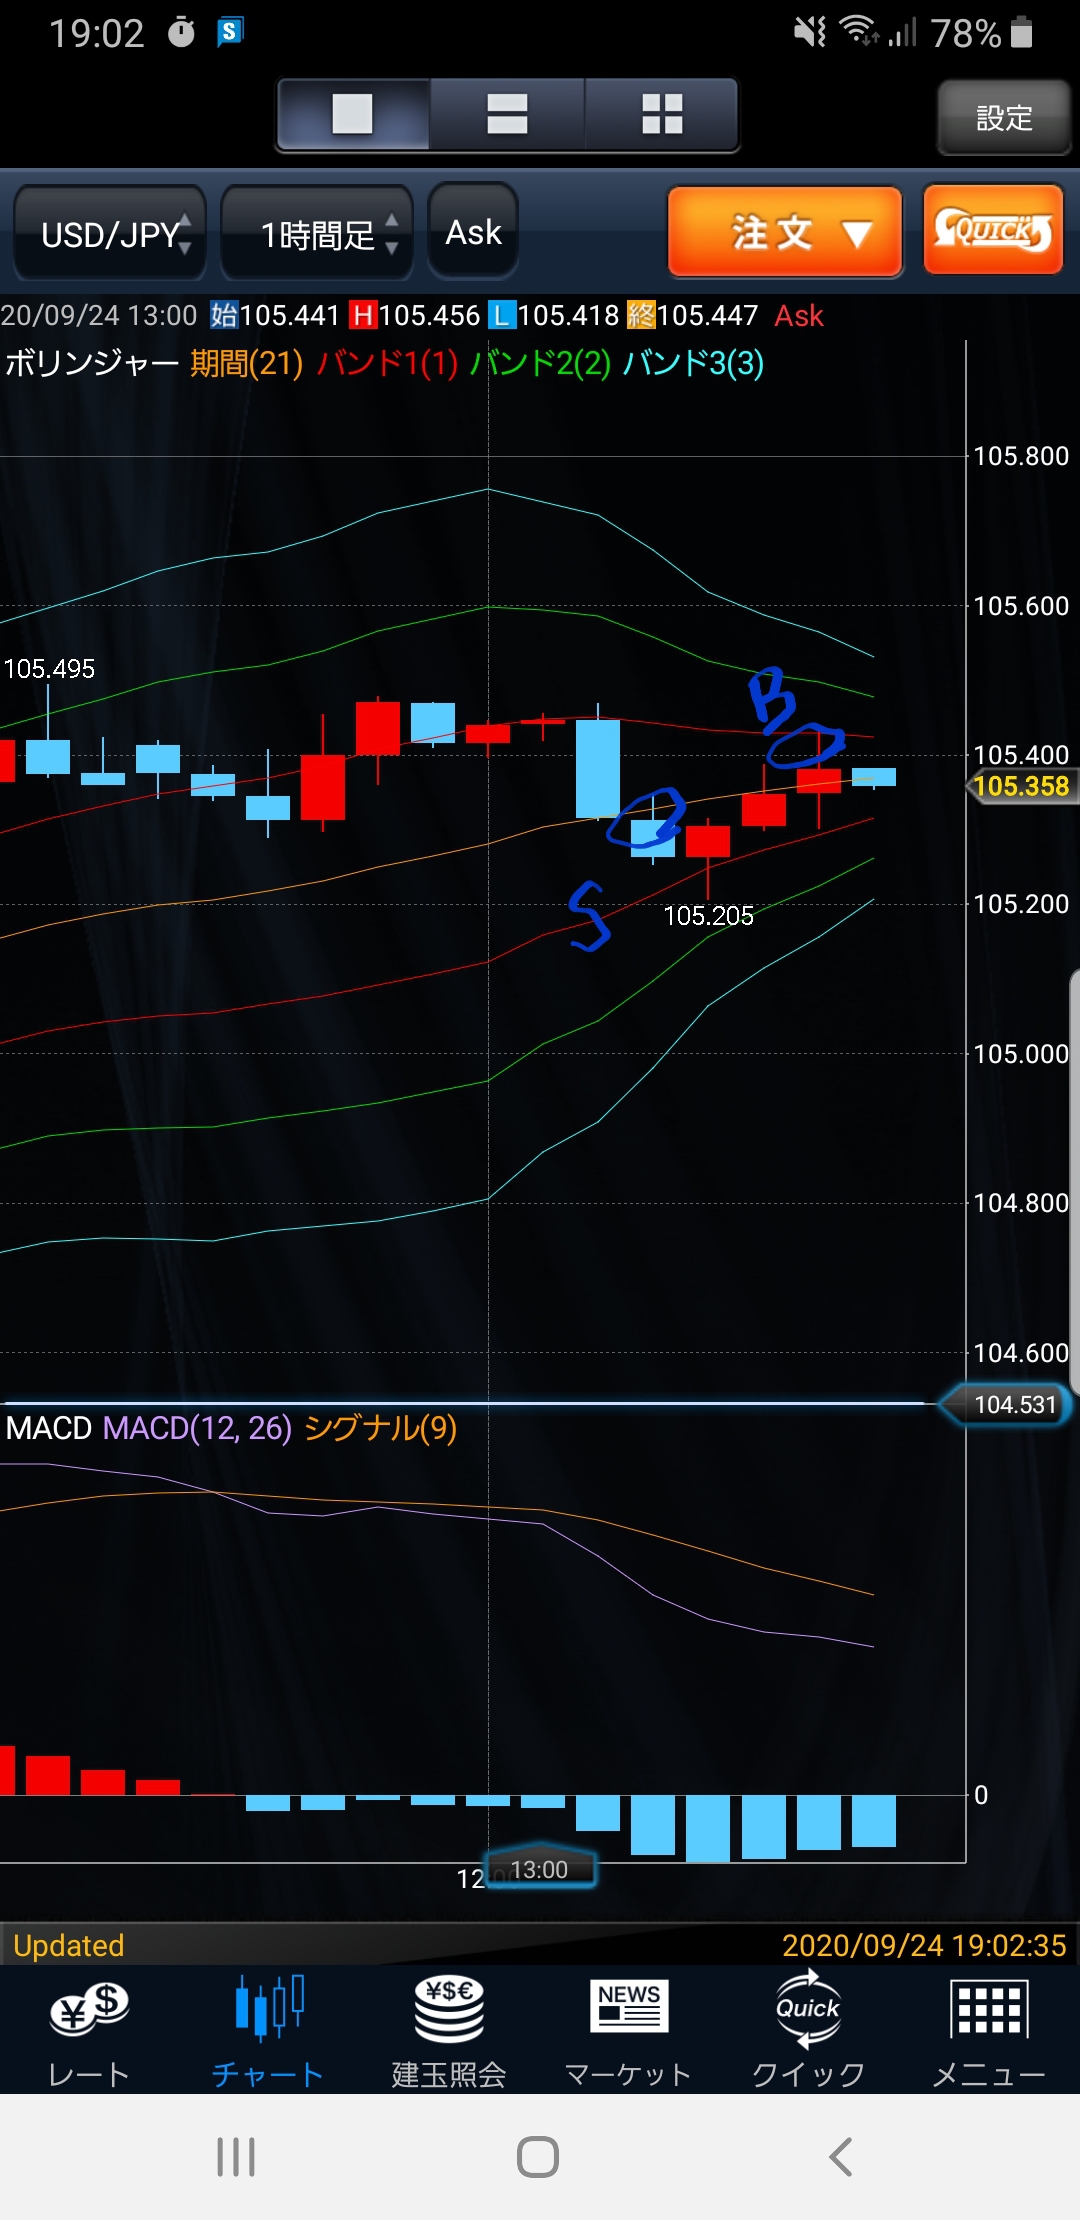 19:02 S 78%
設定
USD/JPY 1時間足 Ask 注文 QUICK
20/09/24 13:00 始105.441 H105.456 L105.418 終105.447 Ask
ボリンジャー 期間(21) バンド1(1) バンド2(2) バンド3(3)
105.800
105.600
105.495
B
105.400
105.358
S
105.205
105.200
105.000
104.800
104.600
104.531
MACD MACD(12, 26) シグナル(9)
0
12:00 13:00
Updated 2020/09/24 19:02:35
¥$ ¥$€ NEWS Quick
レート チャート 建玉照会 マーケット クイック メニュー